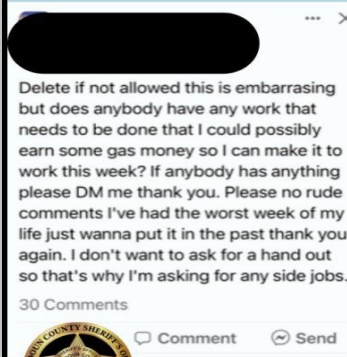 Delete if not allowed this is embarrasing
but does anybody have any work that
needs to be done that I could possibly
earn some gas money so I can make it to
work this week? If anybody has anything
please DM me thank you. Please no rude
comments I've had the worst week of my
life just wanna put it in the past thank you
again. I don't want to ask for a hand out
so that's why I'm asking for any side jobs.
30 Comments
COUNTY SHERIFF'S
Comment
Send